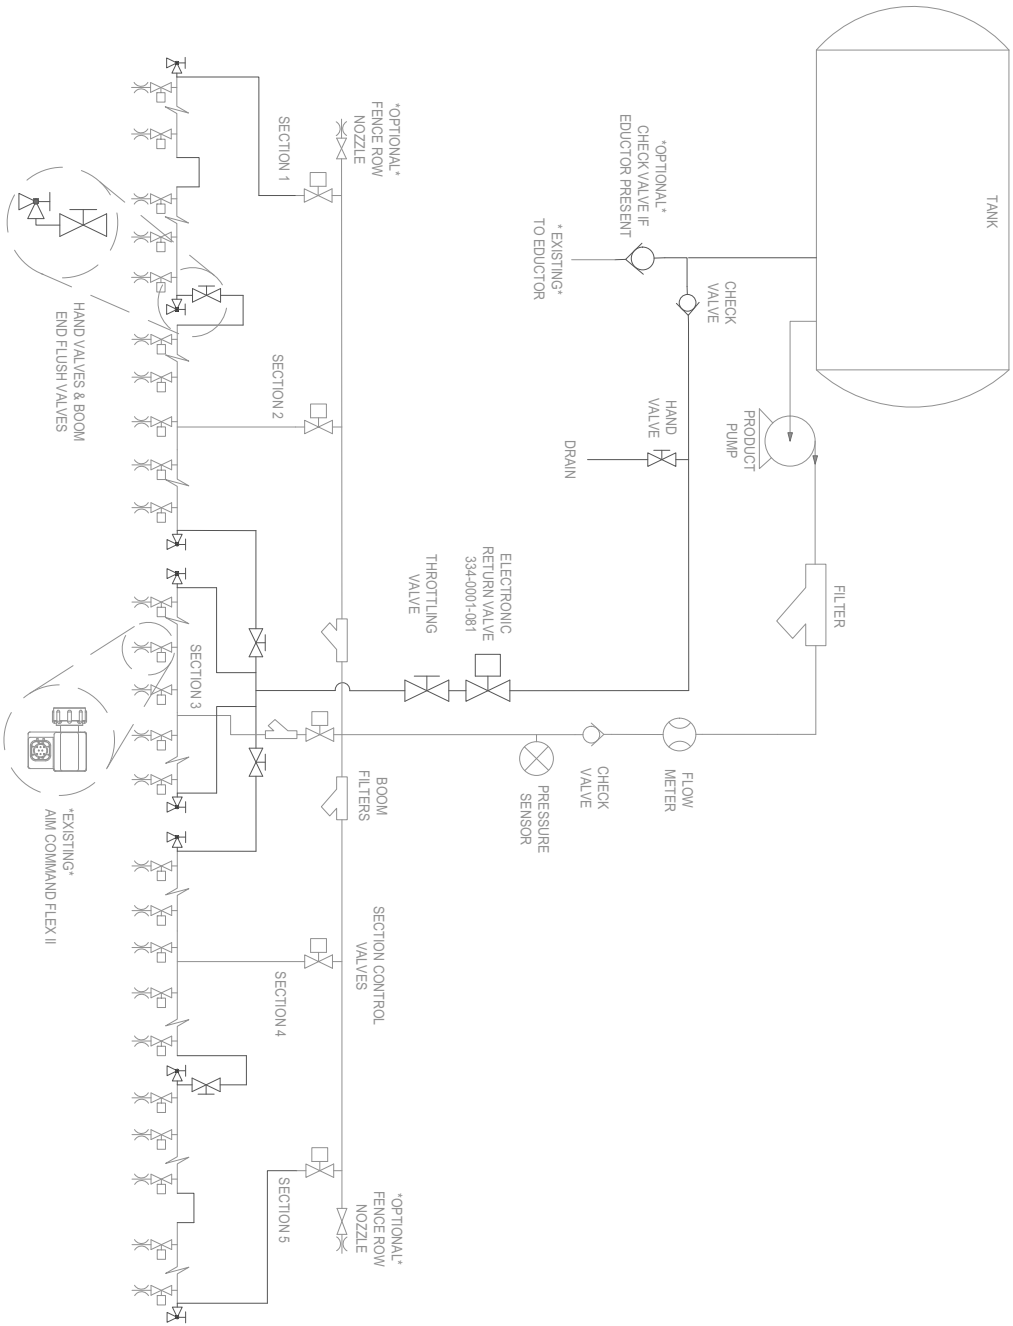 TANK
*OPTIONAL*
CHECK VALVE IF
EDUCTOR PRESENT
*EXISTING*
TO EDUCTOR
CHECK
VALVE
HAND
VALVE
DRAIN
PRODUCT
PUMP
FILTER
FLOW
METER
CHECK
VALVE
PRESSURE
SENSOR
ELECTRONIC
RETURN VALVE
334-0001-081
THROTTLING
VALVE
*OPTIONAL*
FENCE ROW
NOZZLE
BOOM
FILTERS
SECTION CONTROL
VALVES
*OPTIONAL*
FENCE ROW
NOZZLE
SECTION 1
SECTION 2
SECTION 3
SECTION 4
SECTION 5
HAND VALVES & BOOM
END FLUSH VALVES
*EXISTING*
AIM COMMAND FLEX II